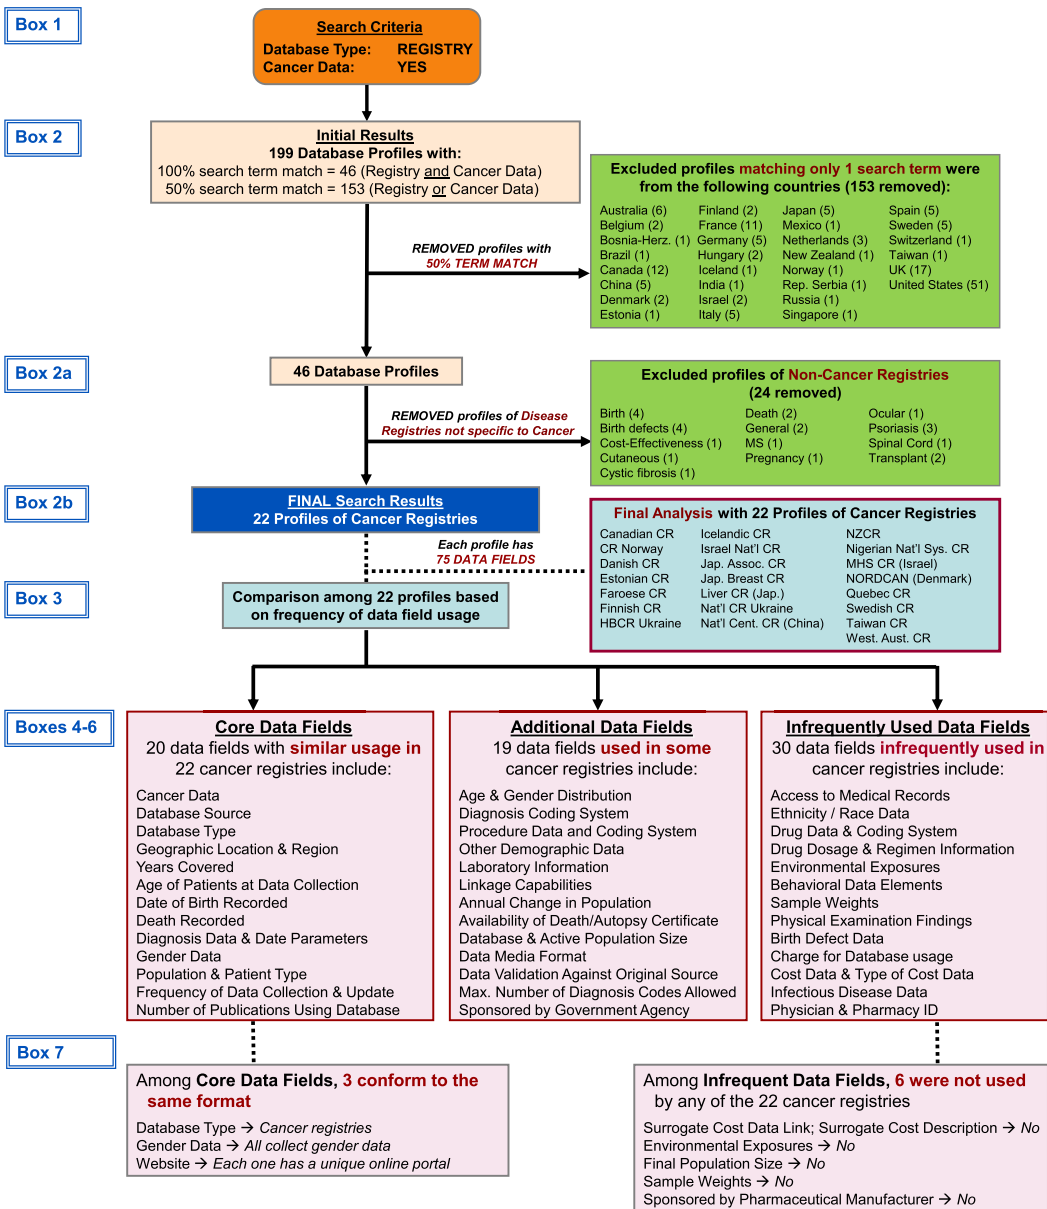 Box 1
Search Criteria
Database Type: REGISTRY
Cancer Data: YES
Box 2
Initial Results
199 Database Profiles with:
100% search term match = 46 (Registry and Cancer Data)
50% search term match = 153 (Registry or Cancer Data)
Excluded profiles matching only 1 search term were
from the following countries (153 removed):
Australia (6) Finland (2) Japan (5) Spain (5)
Belgium (2) France (11) Mexico (1) Sweden (5)
Bosnia-Herz. (1) Germany (5) Netherlands (3) Switzerland (1)
Brazil (1) Hungary (2) New Zealand (1) Taiwan (1)
Canada (12) Iceland (1) Norway (1) UK (17)
China (5) India (1) Rep. Serbia (1) United States (51)
Denmark (2) Israel (2) Russia (1)
Estonia (1) Italy (5) Singapore (1)
REMOVED profiles with
50% TERM MATCH
Box 2a
46 Database Profiles
Excluded profiles of Non-Cancer Registries
(24 removed)
Birth (4) Death (2) Ocular (1)
Birth defects (4) General (2) Psoriasis (3)
Cost-Effectiveness (1) MS (1) Spinal Cord (1)
Cutaneous (1) Pregnancy (1) Transplant (2)
Cystic fibrosis (1)
REMOVED profiles of Disease
Registries not specific to Cancer
Box 2b
FINAL Search Results
22 Profiles of Cancer Registries
Final Analysis with 22 Profiles of Cancer Registries
Canadian CR Icelandic CR NZCR
CR Norway Israel Nat'l CR Nigerian Nat'l Sys. CR
Danish CR Jap. Assoc. CR MHS CR (Israel)
Estonian CR Jap. Breast CR NORDCAN (Denmark)
Faroese CR Liver CR (Jap.) Quebec CR
Finnish CR Nat'l CR Ukraine Swedish CR
HBCR Ukraine Nat'l Cent. CR (China) Taiwan CR
West. Aust. CR
Each profile has
75 DATA FIELDS
Box 3
Comparison among 22 profiles based
on frequency of data field usage
Boxes 4-6
Core Data Fields
20 data fields with similar usage in
22 cancer registries include:
Cancer Data
Database Source
Database Type
Geographic Location & Region
Years Covered
Age of Patients at Data Collection
Date of Birth Recorded
Death Recorded
Diagnosis Data & Date Parameters
Gender Data
Population & Patient Type
Frequency of Data Collection & Update
Number of Publications Using Database
Additional Data Fields
19 data fields used in some
cancer registries include:
Age & Gender Distribution
Diagnosis Coding System
Procedure Data and Coding System
Other Demographic Data
Laboratory Information
Linkage Capabilities
Annual Change in Population
Availability of Death/Autopsy Certificate
Database & Active Population Size
Data Media Format
Data Validation Against Original Source
Max. Number of Diagnosis Codes Allowed
Sponsored by Government Agency
Infrequently Used Data Fields
30 data fields infrequently used in
cancer registries include:
Access to Medical Records
Ethnicity / Race Data
Drug Data & Coding System
Drug Dosage & Regimen Information
Environmental Exposures
Behavioral Data Elements
Sample Weights
Physical Examination Findings
Birth Defect Data
Charge for Database usage
Cost Data & Type of Cost Data
Infectious Disease Data
Physician & Pharmacy ID
Box 7
Among Core Data Fields, 3 conform to the
same format
Database Type → Cancer registries
Gender Data → All collect gender data
Website → Each one has a unique online portal
Among Infrequent Data Fields, 6 were not used
by any of the 22 cancer registries
Surrogate Cost Data Link; Surrogate Cost Description → No
Environmental Exposures → No
Final Population Size → No
Sample Weights → No
Sponsored by Pharmaceutical Manufacturer → No